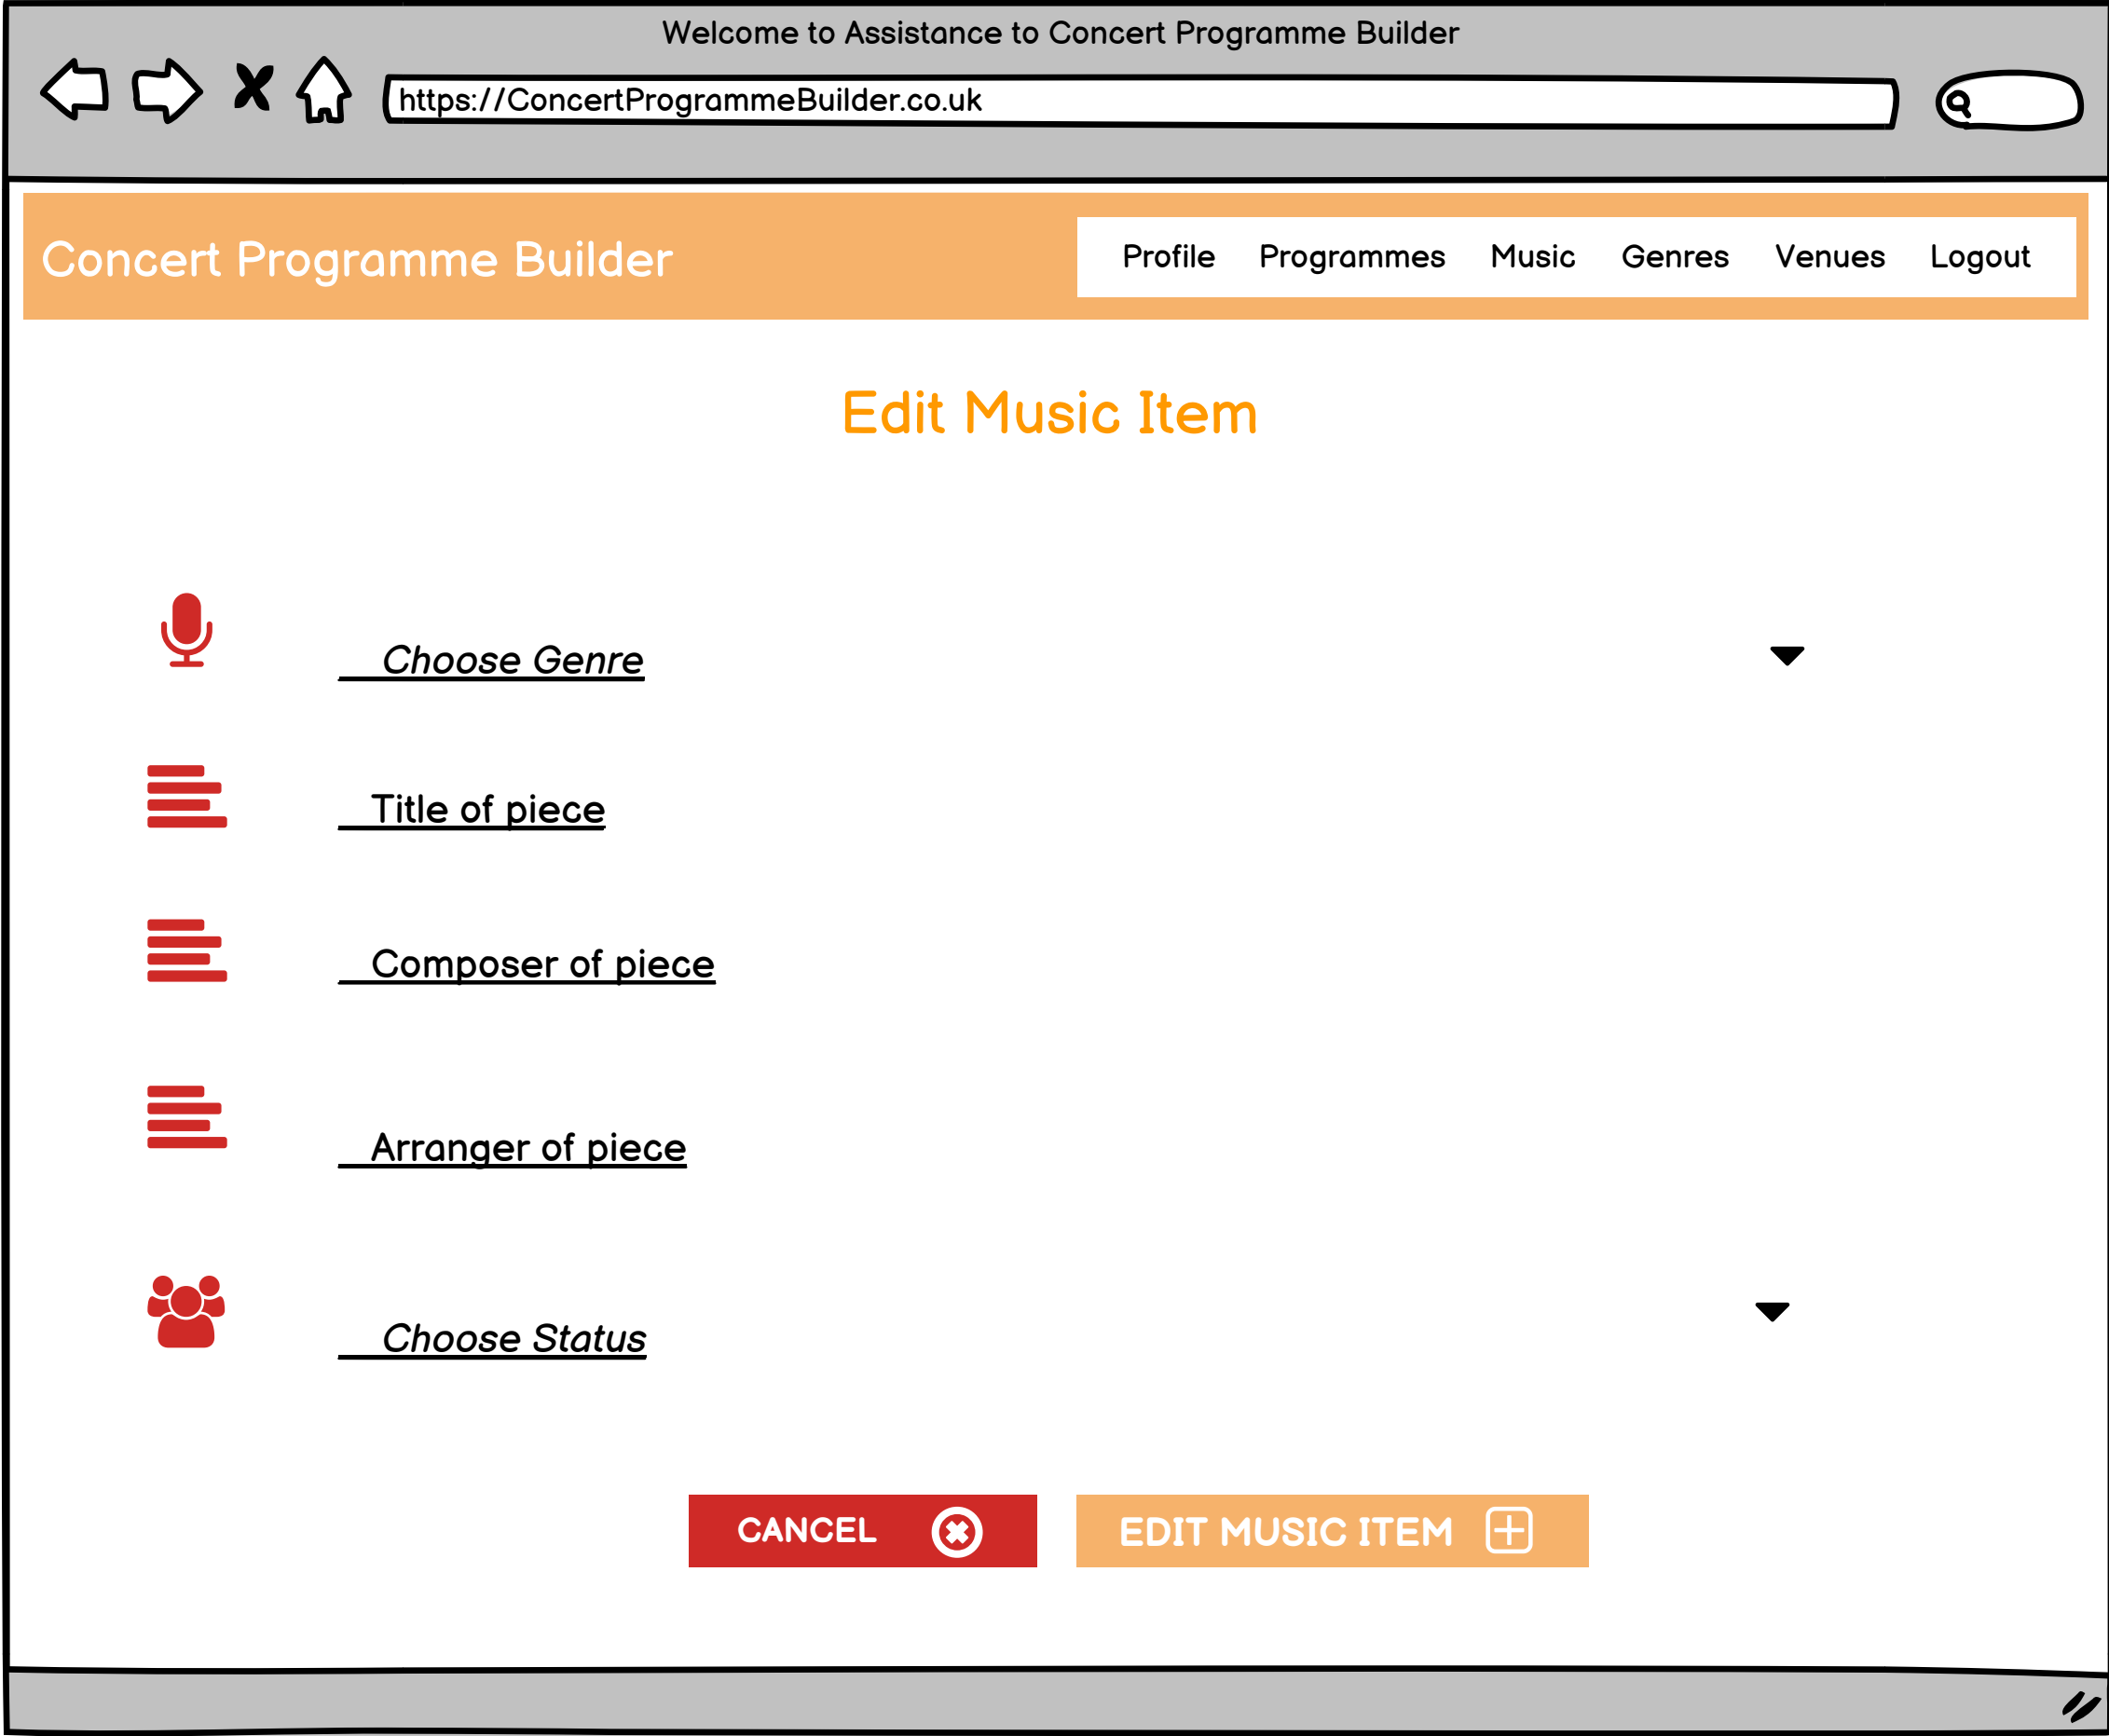 Welcome to Assistance to Concert Programme Builder
https://ConcertProgrammeBuilder.co.uk
Concert Programme Builder
Profile Programmes Music Genres Venues Logout
Edit Music Item
Choose Genre
Title of piece
Composer of piece
Arranger of piece
Choose Status
CANCEL
EDIT MUSIC ITEM